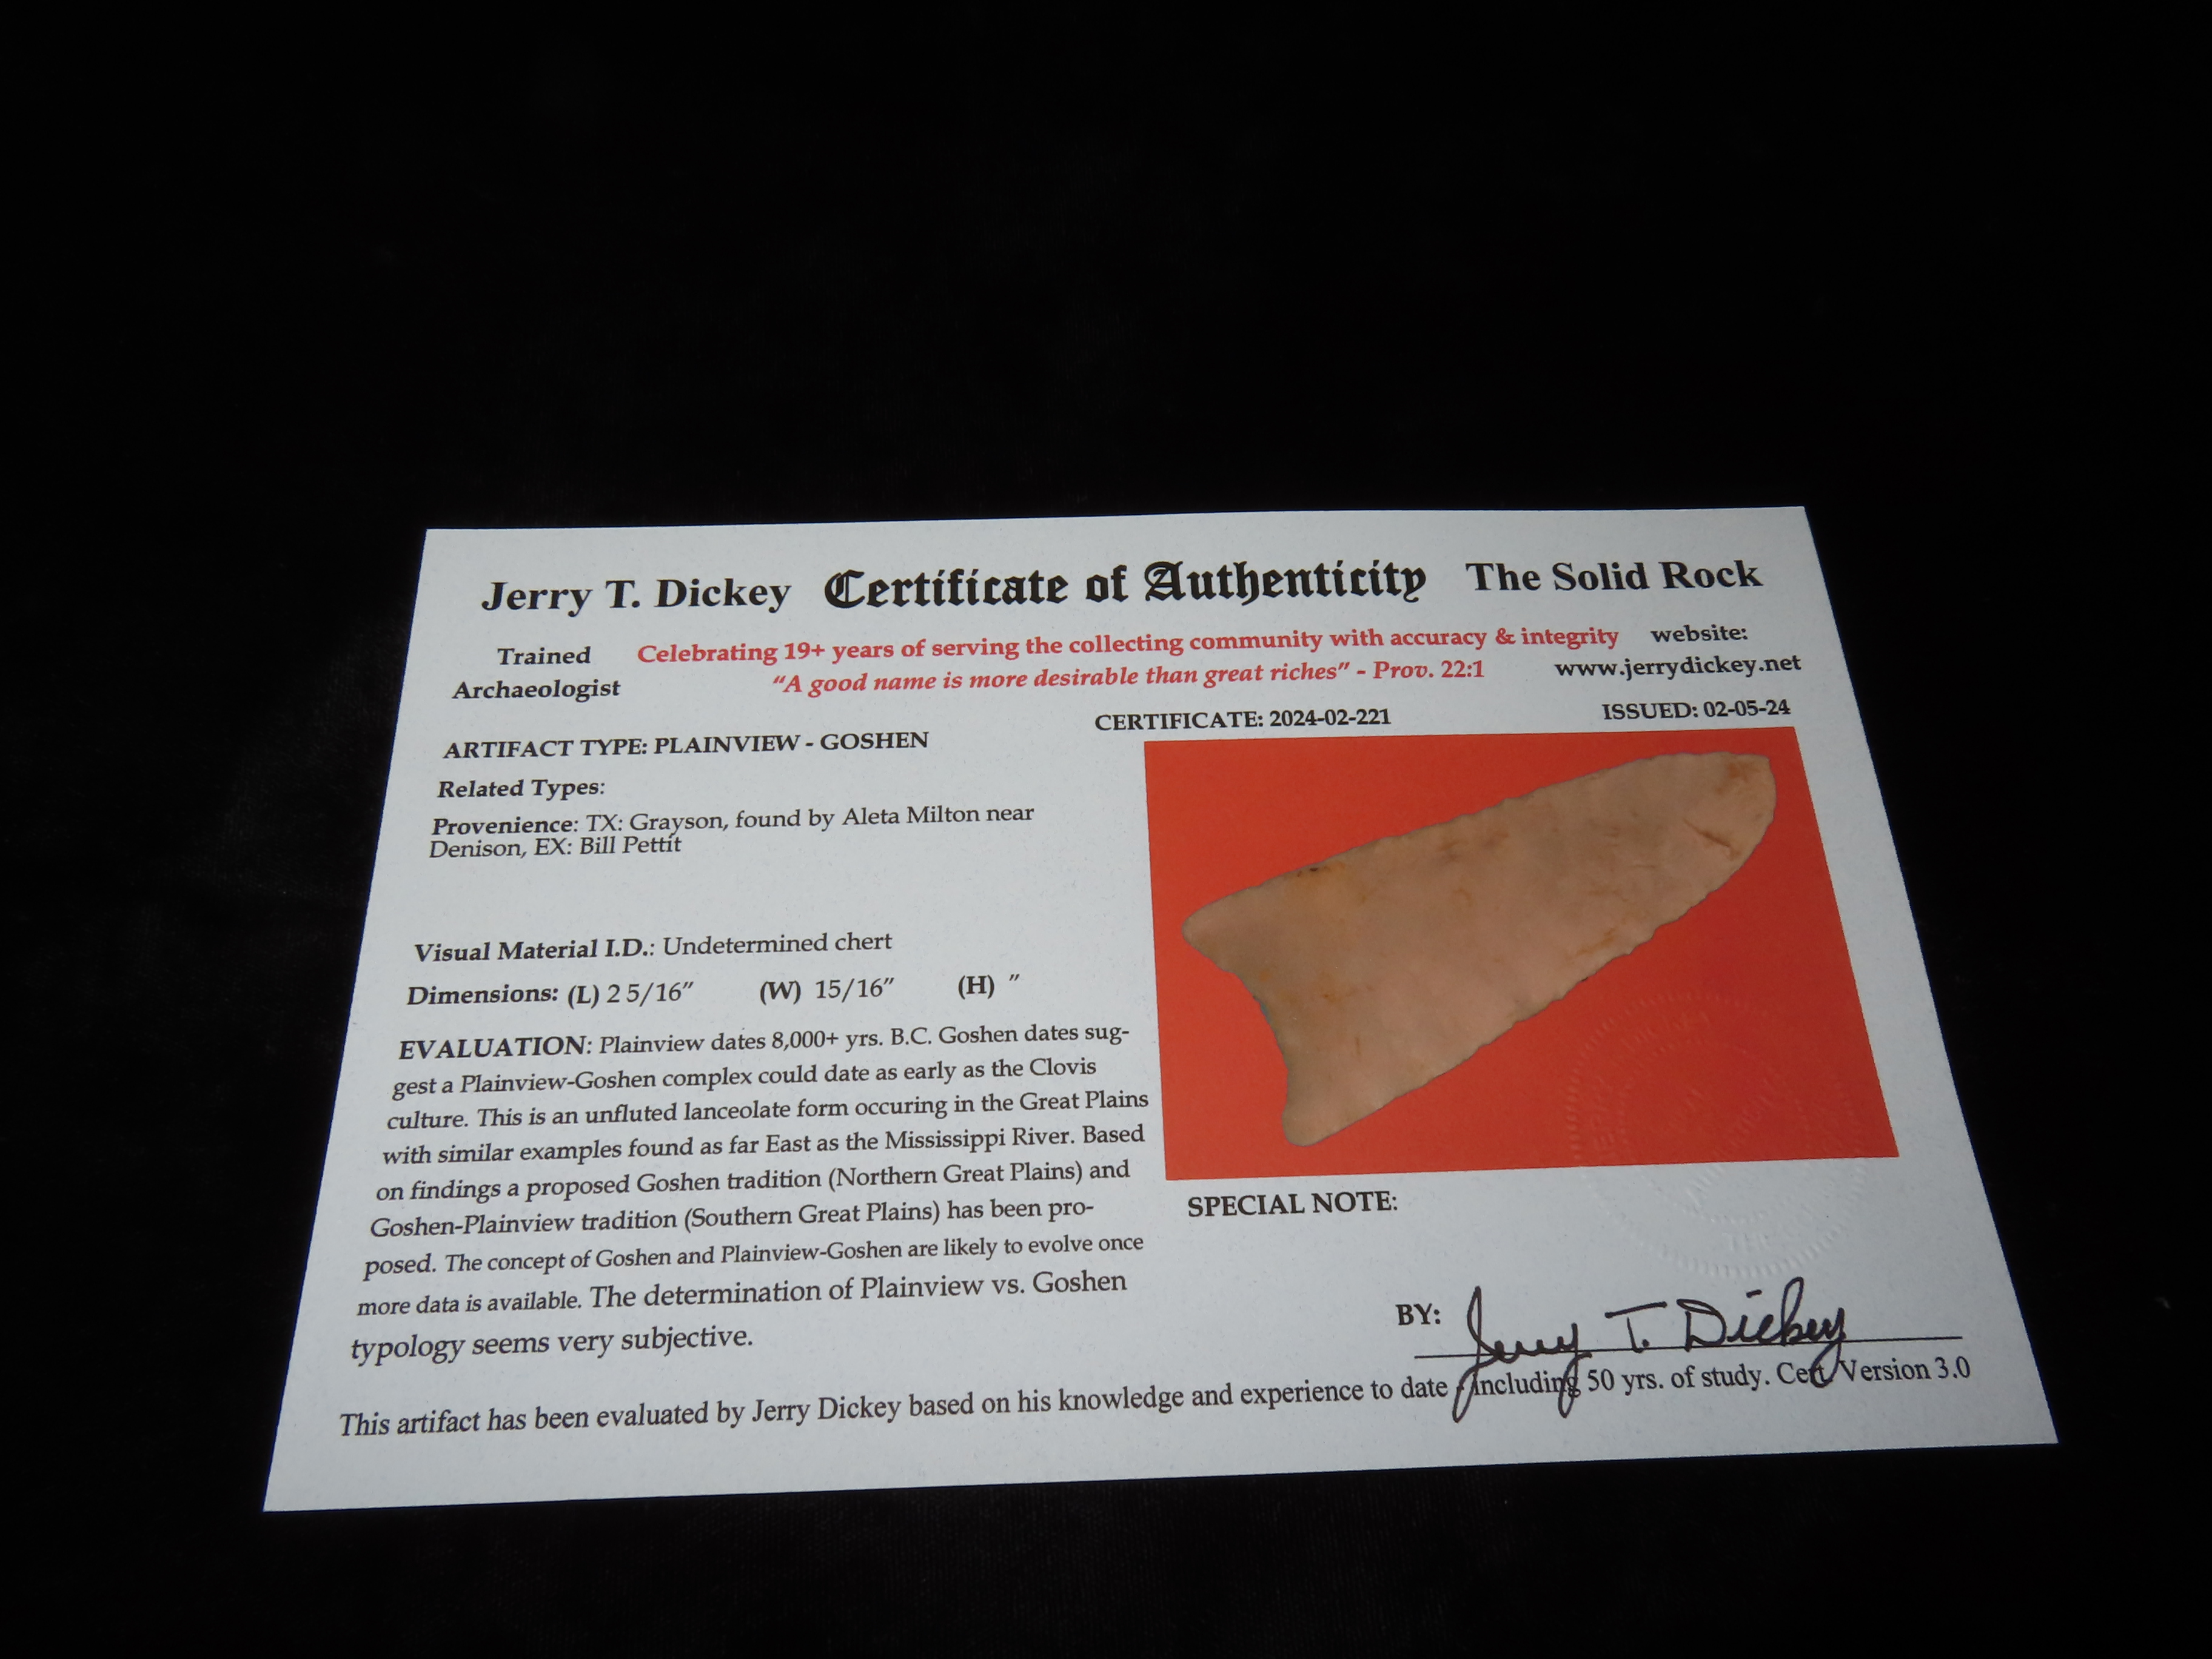 Jerry T. Dickey Certificate of Authenticity The Solid Rock
Trained Celebrating 19+ years of serving the collecting community with accuracy & integrity website:
Archaeologist "A good name is more desirable than great riches" - Prov. 22:1 www.jerrydickey.net
CERTIFICATE: 2024-02-221 ISSUED: 02-05-24
ARTIFACT TYPE: PLAINVIEW - GOSHEN
Related Types:
Provenience: TX: Grayson, found by Aleta Milton near
Denison, EX: Bill Pettit
Visual Material I.D.: Undetermined chert
Dimensions: (L) 2 5/16" (W) 15/16" (H) "
EVALUATION: Plainview dates 8,000+ yrs. B.C. Goshen dates sug-
gest a Plainview-Goshen complex could date as early as the Clovis
culture. This is an unfluted lanceolate form occuring in the Great Plains
with similar examples found as far East as the Mississippi River. Based
on findings a proposed Goshen tradition (Northern Great Plains) and
Goshen-Plainview tradition (Southern Great Plains) has been pro-
posed. The concept of Goshen and Plainview-Goshen are likely to evolve once
more data is available. The determination of Plainview vs. Goshen
typology seems very subjective.
SPECIAL NOTE:
BY: Jerry T. Dickey
This artifact has been evaluated by Jerry Dickey based on his knowledge and experience to date - including 50 yrs. of study. Cert. Version 3.0